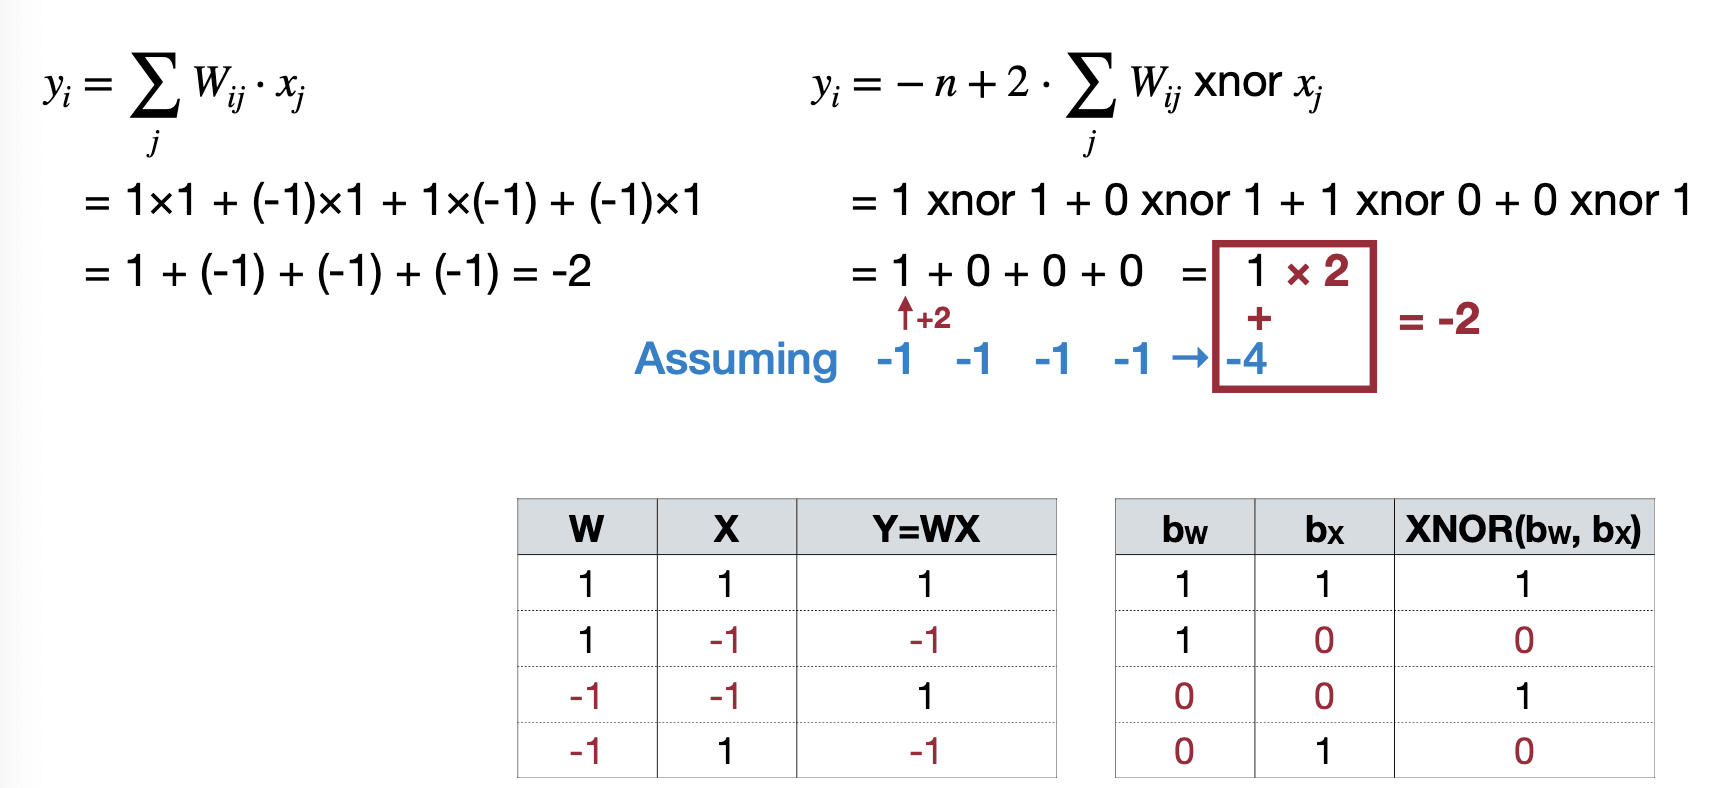 yᵢ = ∑ⱼ Wᵢⱼ · xⱼ
= 1×1 + (-1)×1 + 1×(-1) + (-1)×1
= 1 + (-1) + (-1) + (-1) = -2
yᵢ = − n + 2 · ∑ⱼ Wᵢⱼ xnor xⱼ
= 1 xnor 1 + 0 xnor 1 + 1 xnor 0 + 0 xnor 1
= 1 + 0 + 0 + 0 = 1 × 2
↑+2 + = -2
Assuming -1 -1 -1 -1 → -4
W X Y=WX
1 1 1
1 -1 -1
-1 -1 1
-1 1 -1
bw bx XNOR(bw, bx)
1 1 1
1 0 0
0 0 1
0 1 0